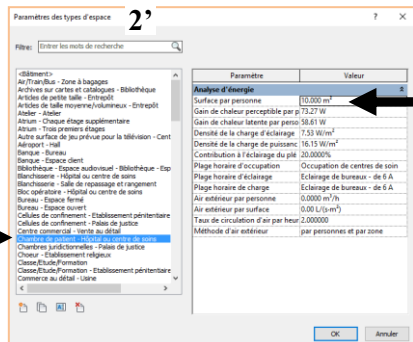 Paramètres des types d'espace
2'
?
X
Filtre:
Entrer les mots de recherche
<Bâtiment>
Air/Train/Bus - Zone à bagages
Archives sur cartes et catalogues - Bibliothèque
Articles de petite taille - Entrepôt
Articles de taille moyenne/volumineux - Entrepôt
Atelier - Atelier
Atrium - Chaque étage supplémentaire
Atrium - Trois premiers étages
Autre surface de jeu prévue pour la télévision - Cent
Aéroport - Hall
Banque - Bureau
Banque - Espace client
Bibliothèque - Espace audiovisuel - Bibliothèque - Esp
Blanchisserie - Hôpital ou centre de soins
Blanchisserie - Salle de repassage et rangement
Bloc opératoire - Hôpital ou centre de soins
Bureau - Espace fermé
Bureau - Espace ouvert
Cellules de confinement - Etablissement pénitentiaire
Cellules de confinement - Palais de justice
Centre commercial - Vente au détail
Chambre de patient - Hôpital ou centre de soins
Chambres juridictionnelles - Palais de justice
Choeur - Etablissement religieux
Classe/Etude/Formation
Classe/Etude/Formation - Etablissement pénitentiaire
Commerce au détail - Usine
Paramètre Valeur
Analyse d'énergie
Surface par personne 10.000 m²
Gain de chaleur perceptible par p 73.27 W
Gain de chaleur latente par perso 58.61 W
Densité de la charge d'éclairage 7.53 W/m²
Densité de la charge de puissanc 16.15 W/m²
Contribution à l'éclairage du plé 20.0000%
Plage horaire d'occupation Occupation de centres de soin
Plage horaire d'éclairage Eclairage de bureaux - de 6 A
Plage horaire de charge Eclairage de bureaux - de 6 A
Air extérieur par personne 0.0000 m³/h
Air extérieur par surface 0.00 L/(s·m²)
Taux de circulation d'air par heur 2.000000
Méthode d'air extérieur par personnes et par zone
OK
Annuler